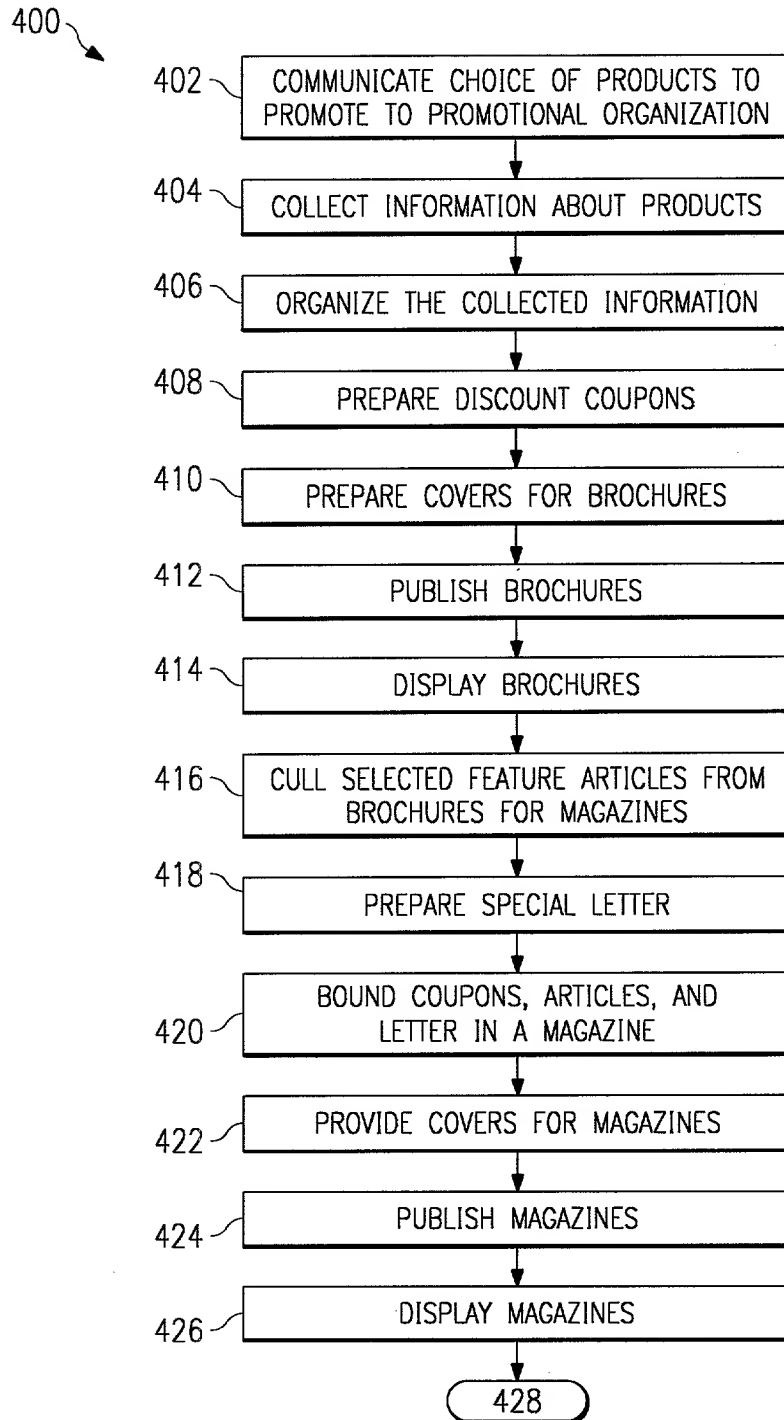 400
402
COMMUNICATE CHOICE OF PRODUCTS TO
PROMOTE TO PROMOTIONAL ORGANIZATION
404
COLLECT INFORMATION ABOUT PRODUCTS
406
ORGANIZE THE COLLECTED INFORMATION
408
PREPARE DISCOUNT COUPONS
410
PREPARE COVERS FOR BROCHURES
412
PUBLISH BROCHURES
414
DISPLAY BROCHURES
416
CULL SELECTED FEATURE ARTICLES FROM
BROCHURES FOR MAGAZINES
418
PREPARE SPECIAL LETTER
420
BOUND COUPONS, ARTICLES, AND
LETTER IN A MAGAZINE
422
PROVIDE COVERS FOR MAGAZINES
424
PUBLISH MAGAZINES
426
DISPLAY MAGAZINES
428